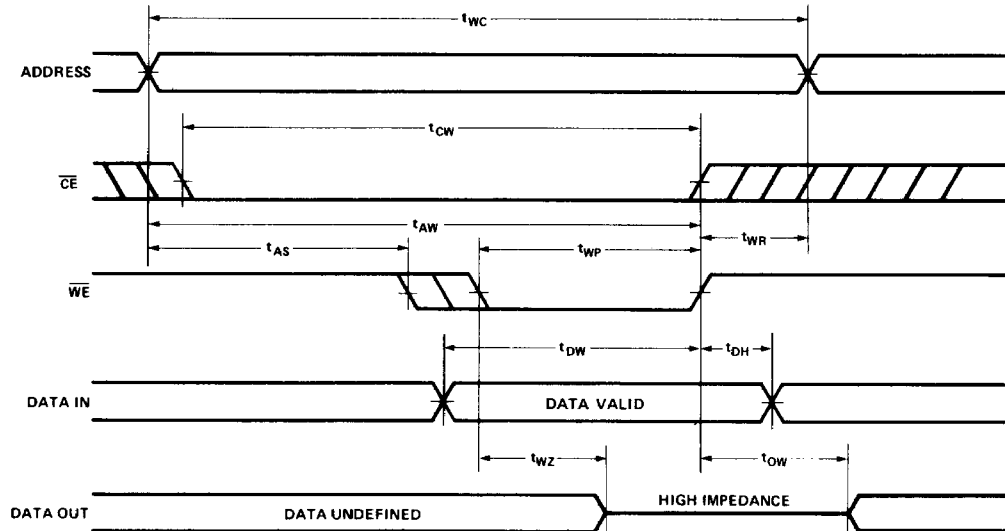 tWC
ADDRESS
tCW
CE
tAW
tAS
tWP
tWR
WE
tDW
tDH
DATA IN
DATA VALID
tWZ
tOW
DATA OUT
DATA UNDEFINED
HIGH IMPEDANCE